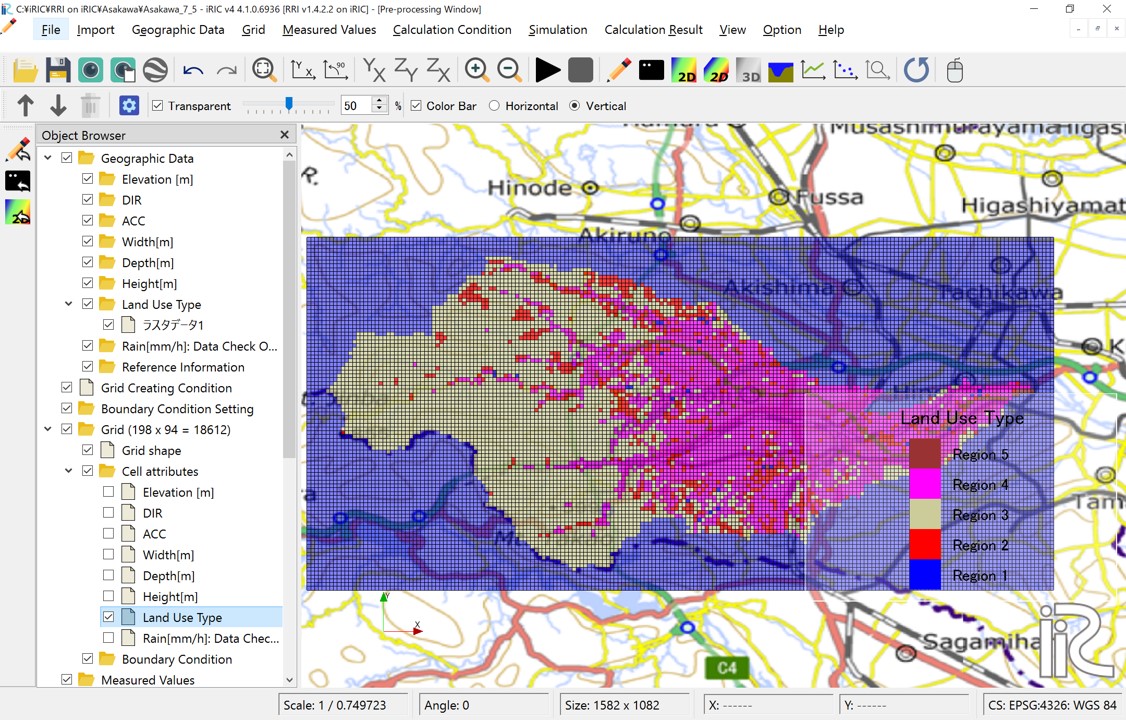 C:¥iRIC¥RRI on iRIC¥Asakawa¥Asakawa_7_5 - iRIC v4 4.1.0.6936 [RRI v1.4.2.2 on iRIC] - [Pre-processing Window]
File Import Geographic Data Grid Measured Values Calculation Condition Simulation Calculation Result View Option Help
Transparent 50 % Color Bar Horizontal Vertical
Object Browser
Geographic Data
Elevation [m]
DIR
ACC
Width[m]
Depth[m]
Height[m]
Land Use Type
ラスタデータ1
Rain[mm/h]: Data Check O...
Reference Information
Grid Creating Condition
Boundary Condition Setting
Grid (198 x 94 = 18612)
Grid shape
Cell attributes
Elevation [m]
DIR
ACC
Width[m]
Depth[m]
Height[m]
Land Use Type
Rain[mm/h]: Data Chec...
Boundary Condition
Measured Values
Musashimurayama
Higas
Hinode
Fussa
Higashiyamat
Akiruno
Akishima
Tachikawa
K
Land Use Type
Region 5
Region 4
Region 3
Region 2
Region 1
Tam
Sagamiha
C4
Y
X
iRIC
Scale: 1 / 0.749723 Angle: 0 Size: 1582 x 1082 X: ------ Y: ------ CS: EPSG:4326: WGS 84